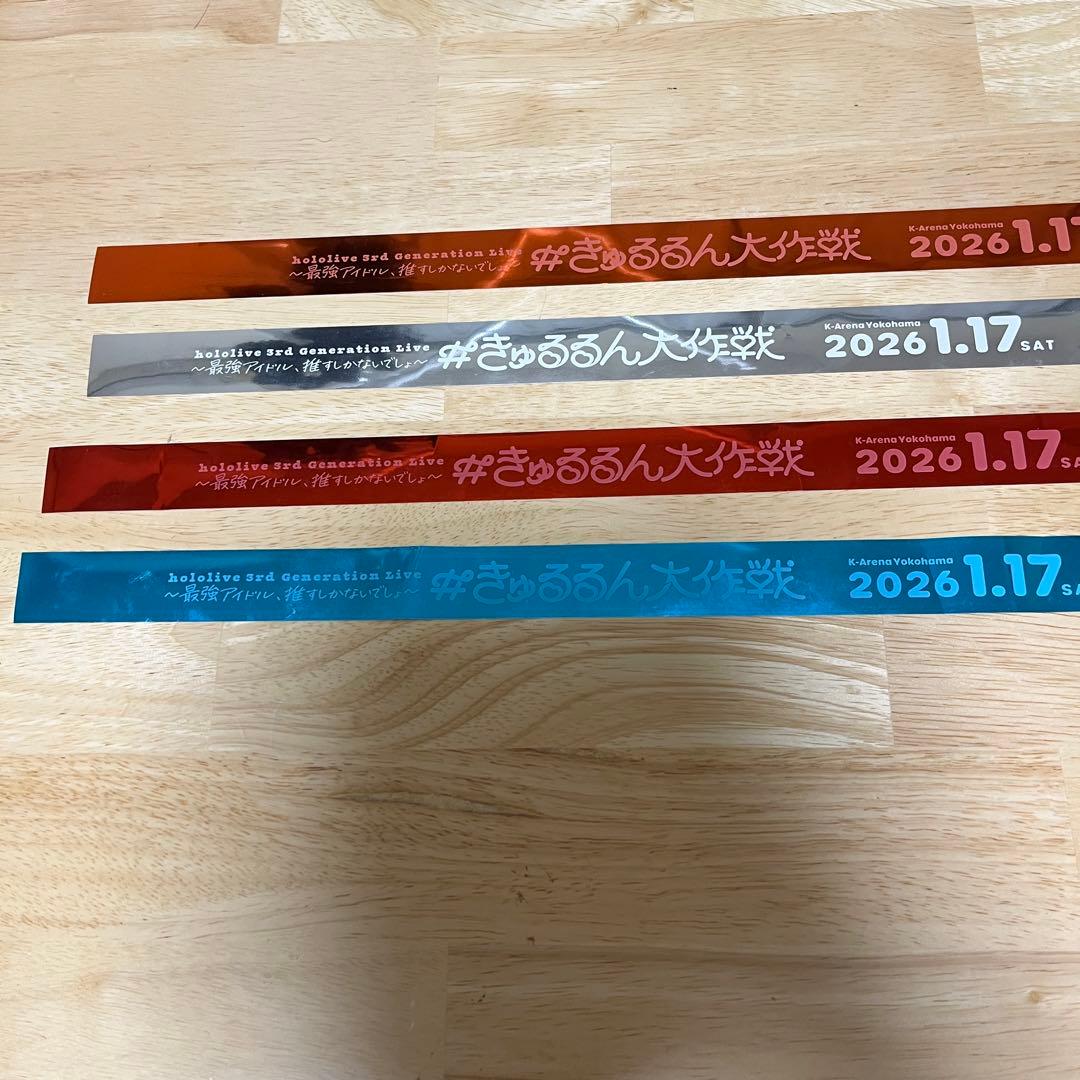 hololive 3rd Generation Live
～最強アイドル、推すしかないでしょ～
#きゅるるん大作戦
K-Arena Yokohama
2026 1.17
hololive 3rd Generation Live
～最強アイドル、推すしかないでしょ～
#きゅるるん大作戦
K-Arena Yokohama
2026 1.17 SAT
hololive 3rd Generation Live
～最強アイドル、推すしかないでしょ～
#きゅるるん大作戦
K-Arena Yokohama
2026 1.17 SA
hololive 3rd Generation Live
～最強アイドル、推すしかないでしょ～
#きゅるるん大作戦
K-Arena Yokohama
2026 1.17 SA